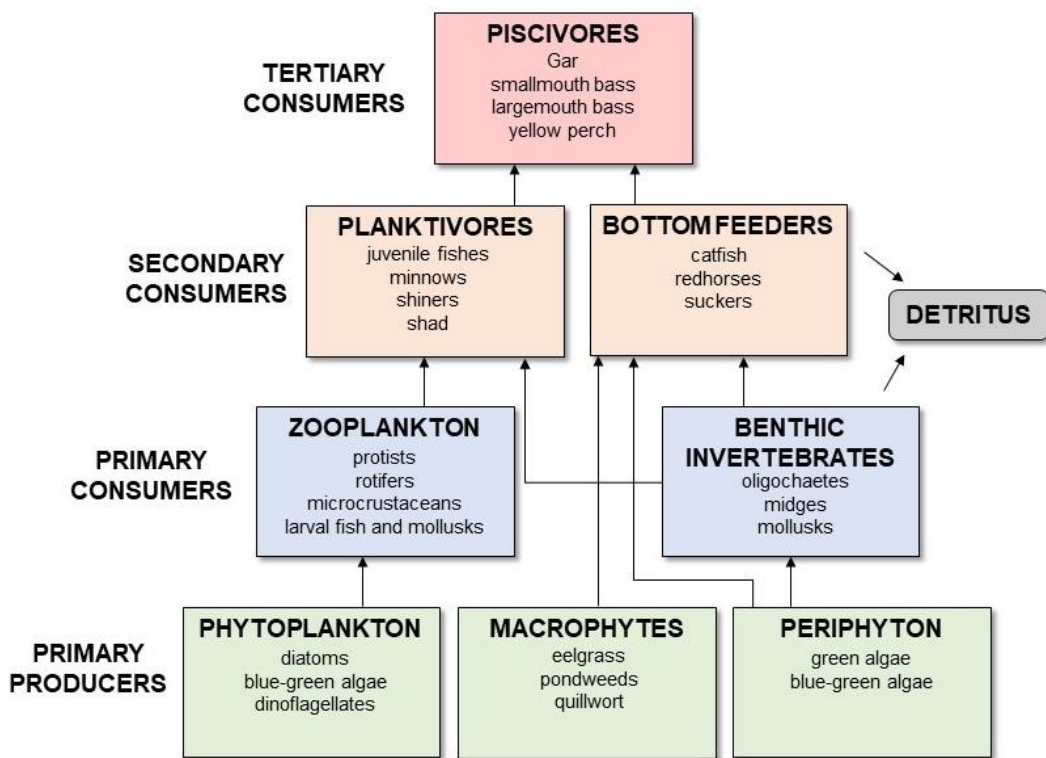 PISCIVORES
Gar
smallmouth bass
largemouth bass
yellow perch
TERTIARY
CONSUMERS
PLANKTIVORES
juvenile fishes
minnows
shiners
shad
BOTTOMFEEDERS
catfish
redhorses
suckers
SECONDARY
CONSUMERS
DETRITUS
ZOOPLANKTON
protists
rotifers
microcrustaceans
larval fish and mollusks
BENTHIC
INVERTEBRATES
oligochaetes
midges
mollusks
PRIMARY
CONSUMERS
PHYTOPLANKTON
diatoms
blue-green algae
dinoflagellates
MACROPHYTES
eelgrass
pondweeds
quillwort
PERIPHYTON
green algae
blue-green algae
PRIMARY
PRODUCERS